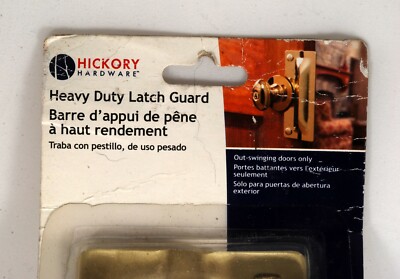 HICKORY
HARDWARE™
Heavy Duty Latch Guard
Barre d'appui de pêne
à haut rendement
Traba con pestillo, de uso pesado
Out-swinging doors only
Portes battantes vers l'extérieur
seulement
Solo para puertas de abertura
exterior